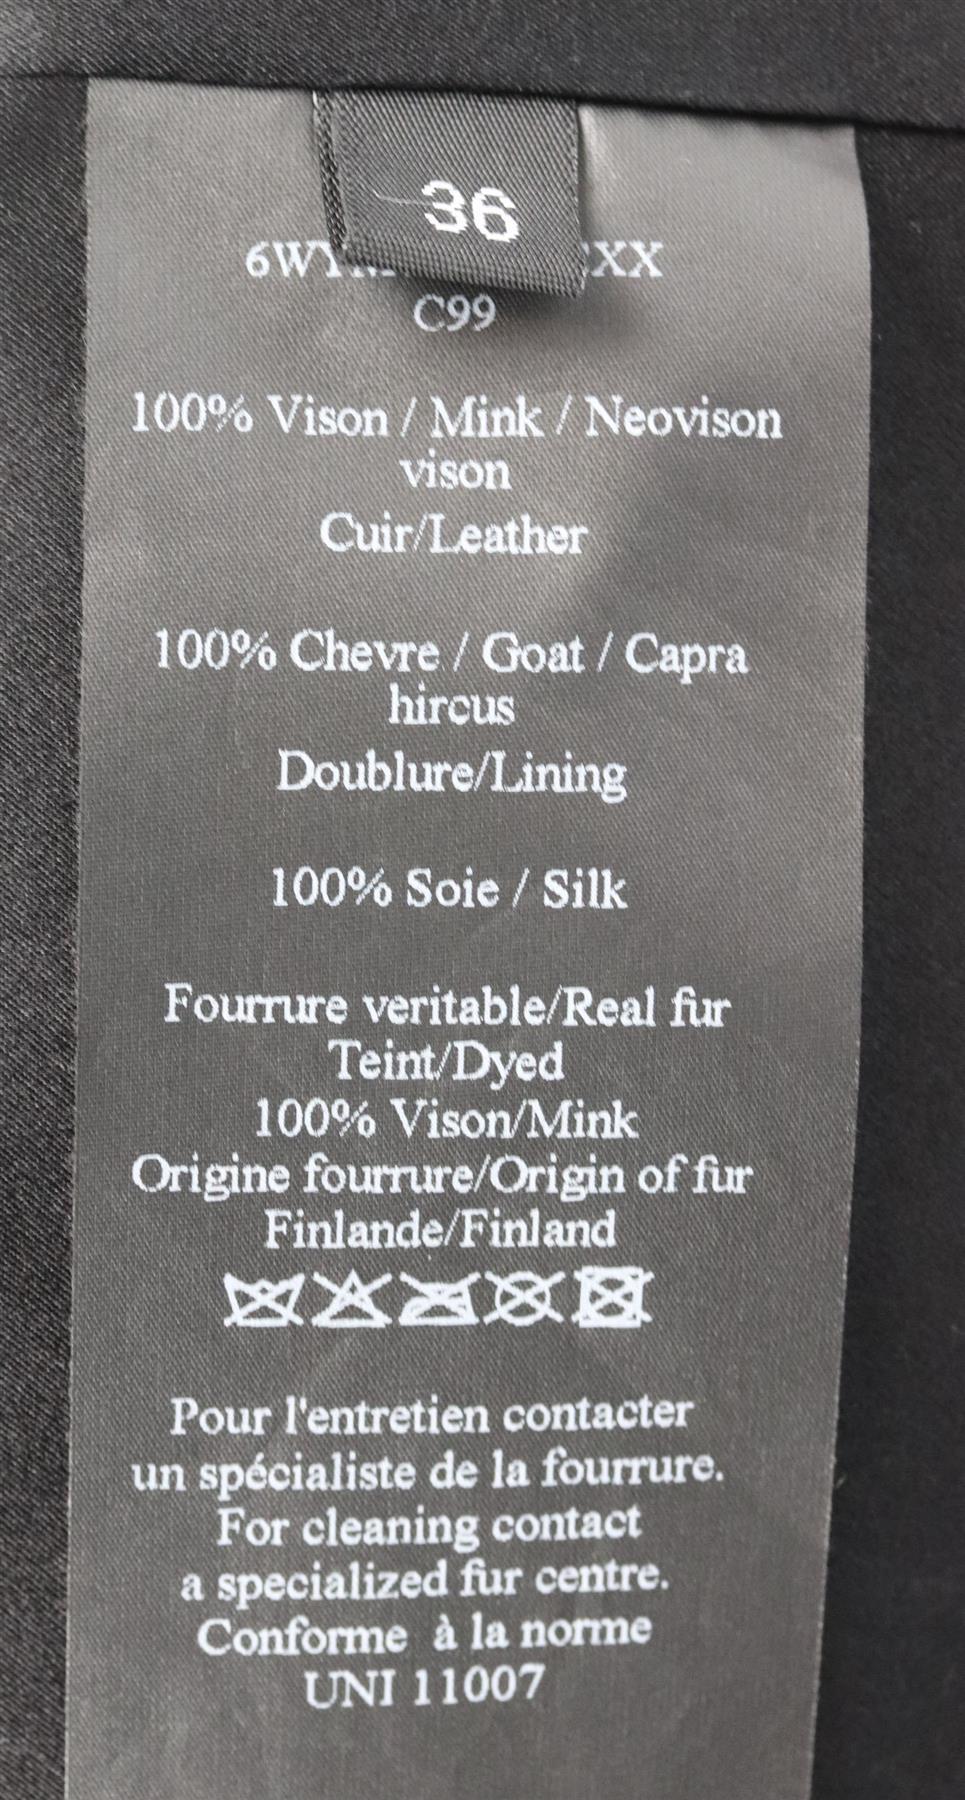 36
C99
100% Vison / Mink / Neovison
vison
Cuir/Leather
100% Chevre / Goat / Capra
hircus
Doublure/Lining
100% Soie / Silk
Fourrure veritable/Real fur
Teint/Dyed
100% Vison/Mink
Origine fourrure/Origin of fur
Finlande/Finland
Pour l'entretien contacter
un spécialiste de la fourrure.
For cleaning contact
a specialized fur centre.
Conforme à la norme
UNI 11007